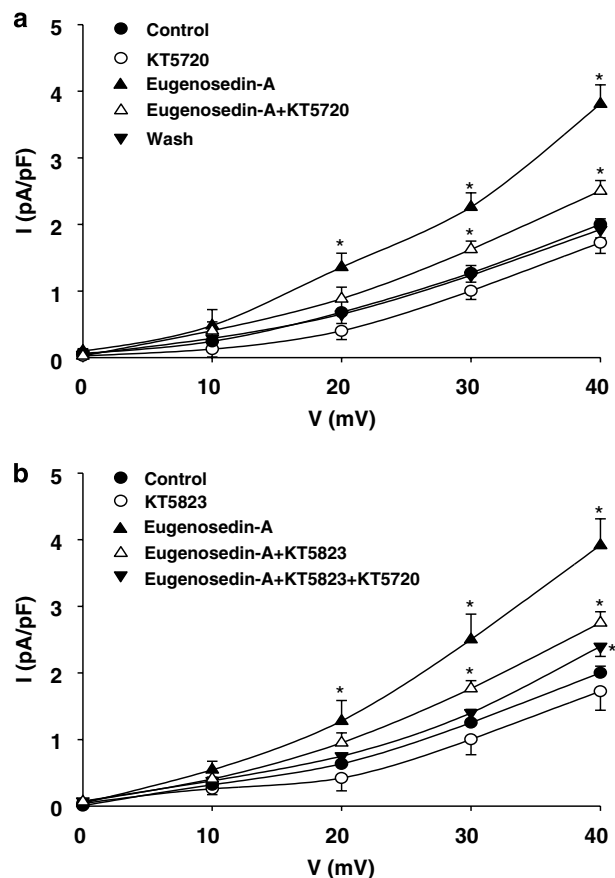 a
Control
KT5720
Eugenosedin-A
Eugenosedin-A+KT5720
Wash
I (pA/pF)
5
4
3
2
1
0
* * * * *
0 10 20 30 40
V (mV)
b
Control
KT5823
Eugenosedin-A
Eugenosedin-A+KT5823
Eugenosedin-A+KT5823+KT5720
I (pA/pF)
5
4
3
2
1
0
* * * * * *
0 10 20 30 40
V (mV)